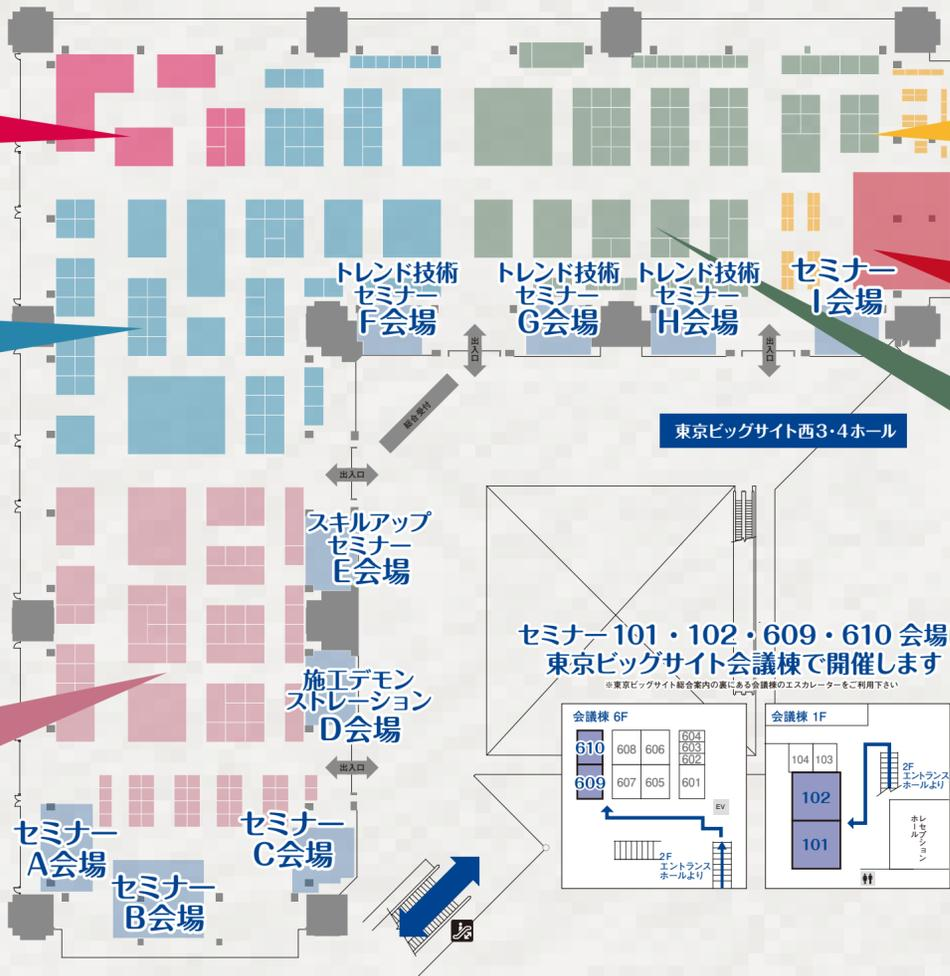 トレンド技術
セミナー
F会場
トレンド技術
セミナー
G会場
トレンド技術
セミナー
H会場
セミナー
I会場
出入口
出入口
総合受付
東京ビッグサイト西3・4ホール
出入口
スキルアップ
セミナー
E会場
施工デモン
ストレーション
D会場
出入口
セミナー
A会場
セミナー
B会場
セミナー
C会場
セミナー101・102・609・610 会場
東京ビッグサイト会議棟で開催します
※東京ビッグサイト総合案内の裏にある会議棟のエスカレーターをご利用下さい
会議棟 6F
610
609
608
606
607
605
604
603
602
601
EV
2F
エントランス
ホールより
会議棟 1F
104
103
102
101
2F
エントランス
ホールより
レセプション
ホール